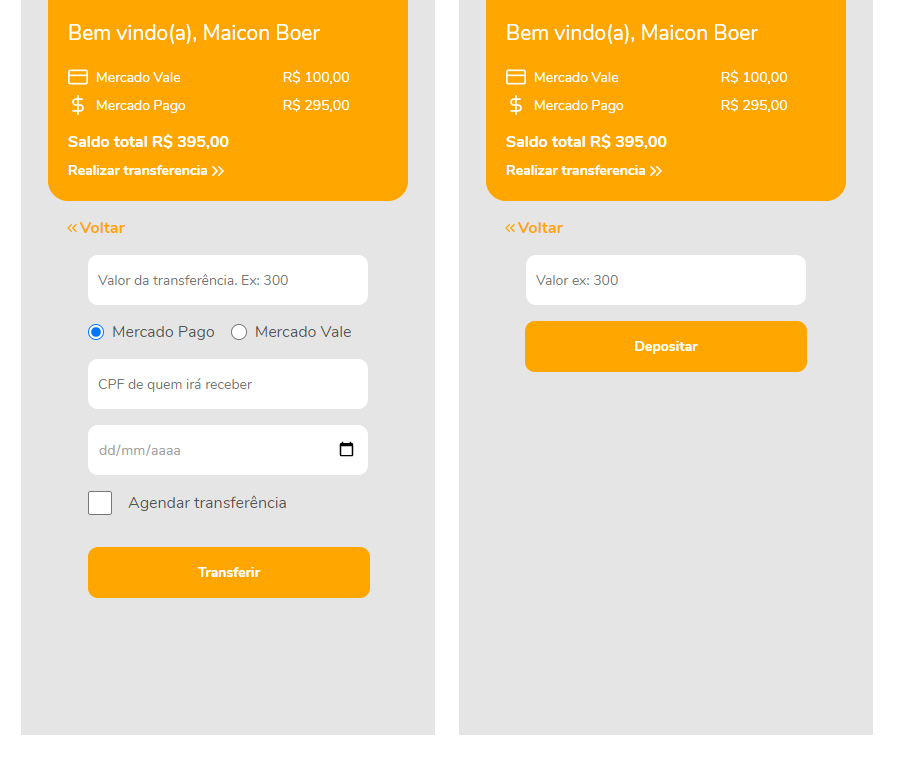 Bem vindo(a), Maicon Boer
Mercado Vale R$ 100,00
Mercado Pago R$ 295,00
Saldo total R$ 395,00
Realizar transferencia
Voltar
Valor da transferência. Ex: 300
Mercado Pago Mercado Vale
CPF de quem irá receber
dd/mm/aaaa
Agendar transferência
Transferir
Bem vindo(a), Maicon Boer
Mercado Vale R$ 100,00
Mercado Pago R$ 295,00
Saldo total R$ 395,00
Realizar transferencia
Voltar
Valor ex: 300
Depositar